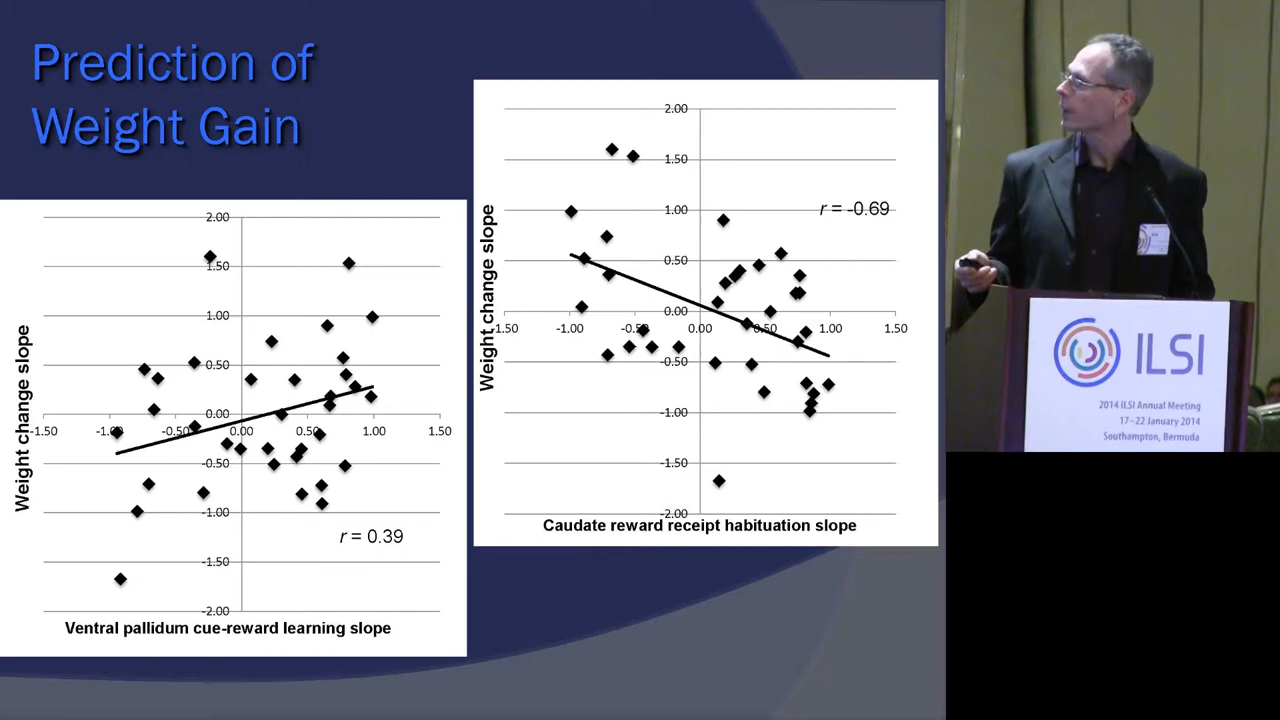 Prediction of
Weight Gain
2.00
1.50
1.00
0.50
0.00
-0.50
-1.00
-1.50
-2.00
-1.50
-1.00
-0.50
0.00
0.50
1.00
1.50
Weight change slope
r = 0.39
Ventral pallidum cue-reward learning slope
2.00
1.50
1.00
0.50
0.00
-0.50
-1.00
-1.50
-2.00
-1.50
-1.00
-0.50
0.00
0.50
1.00
1.50
Weight change slope
r = -0.69
Caudate reward receipt habituation slope
ILSI
2014 ILSI Annual Meeting
17–22 January 2014
Southampton, Bermuda